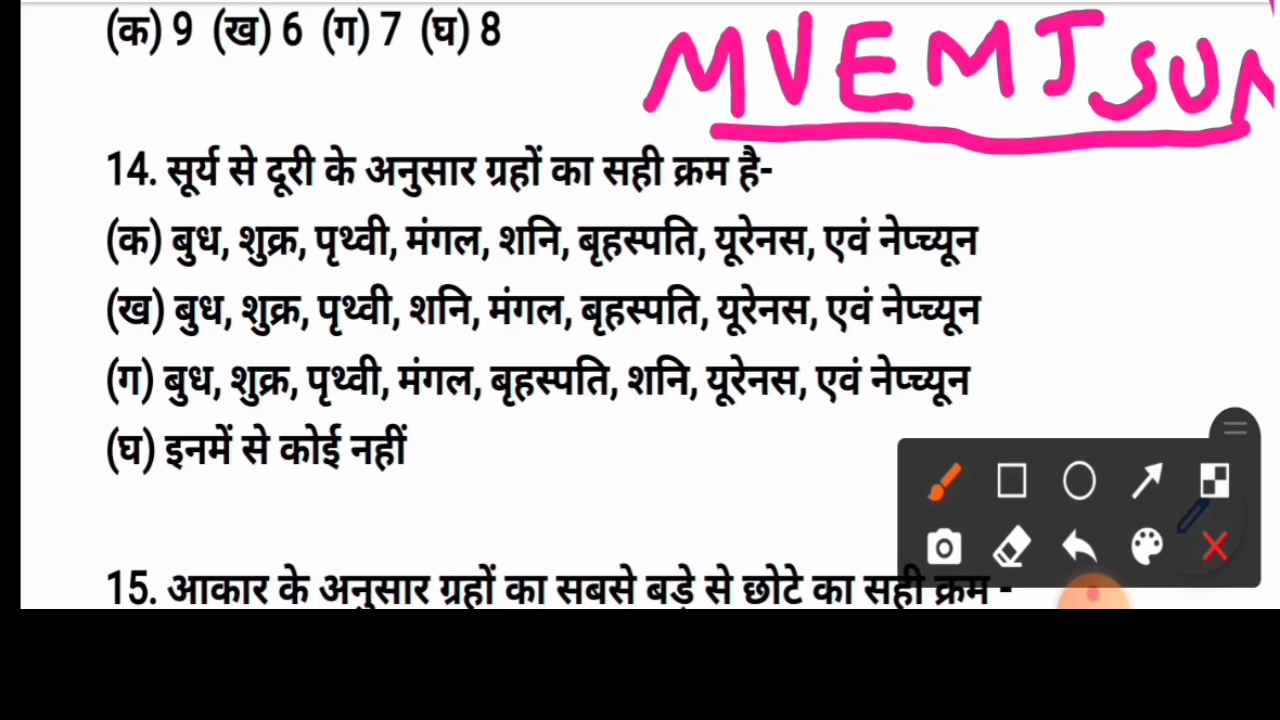 (क) 9 (ख) 6 (ग) 7 (घ) 8
MVEMJSUN
14. सूर्य से दूरी के अनुसार ग्रहों का सही क्रम है-
(क) बुध, शुक्र, पृथ्वी, मंगल, शनि, बृहस्पति, यूरेनस, एवं नेप्च्यून
(ख) बुध, शुक्र, पृथ्वी, शनि, मंगल, बृहस्पति, यूरेनस, एवं नेप्च्यून
(ग) बुध, शुक्र, पृथ्वी, मंगल, बृहस्पति, शनि, यूरेनस, एवं नेप्च्यून
(घ) इनमें से कोई नहीं
15. आकार के अनुसार ग्रहों का सबसे बड़े से छोटे का सही क्रम -